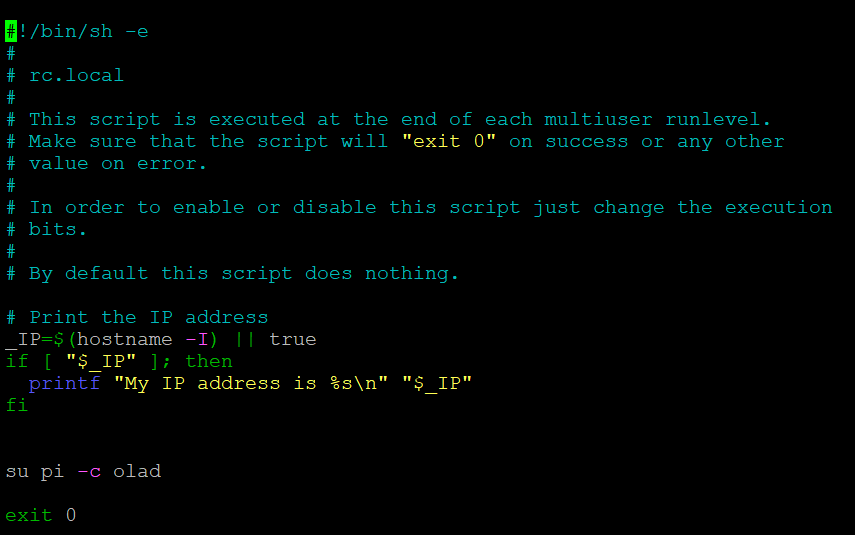 #!/bin/sh -e
#
# rc.local
#
# This script is executed at the end of each multiuser runlevel.
# Make sure that the script will "exit 0" on success or any other
# value on error.
#
# In order to enable or disable this script just change the execution
# bits.
#
# By default this script does nothing.

# Print the IP address
_IP=$(hostname -I) || true
if [ "$_IP" ]; then
  printf "My IP address is %s\n" "$_IP"
fi


su pi -c olad

exit 0